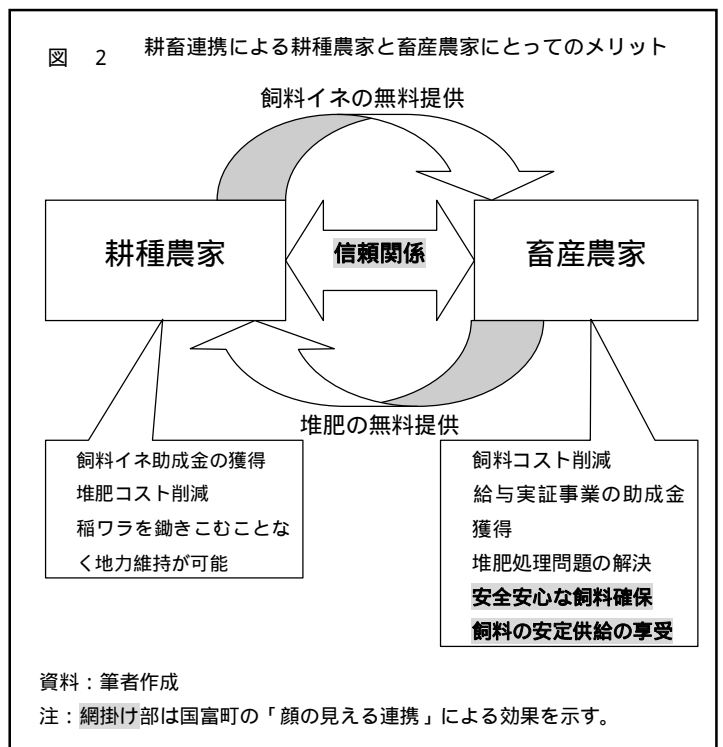 図 2 耕畜連携による耕種農家と畜産農家にとってのメリット
飼料イネの無料提供
耕種農家
信頼関係
畜産農家
堆肥の無料提供
飼料イネ助成金の獲得
堆肥コスト削減
稲ワラを鋤きこむことな
く地力維持が可能
飼料コスト削減
給与実証事業の助成金
獲得
堆肥処理問題の解決
安全安心な飼料確保
飼料の安定供給の享受
資料：筆者作成
注：網掛け部は国富町の「顔の見える連携」による効果を示す。